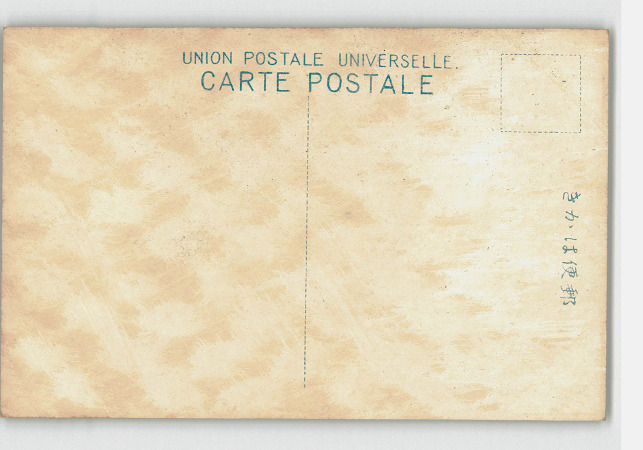 UNION POSTALE UNIVERSELLE.
CARTE POSTALE
きかは便郵